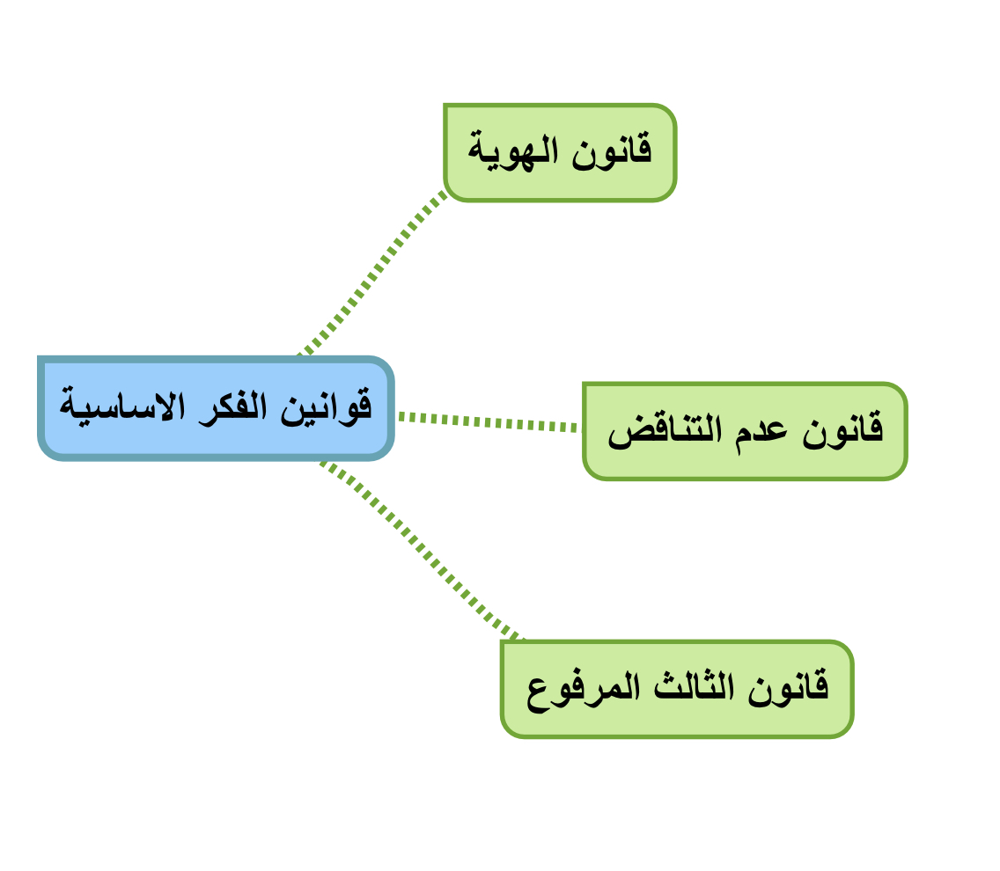 قانون الهوية
قوانين الفكر الاساسية
قانون عدم التناقض
قانون الثالث المرفوع